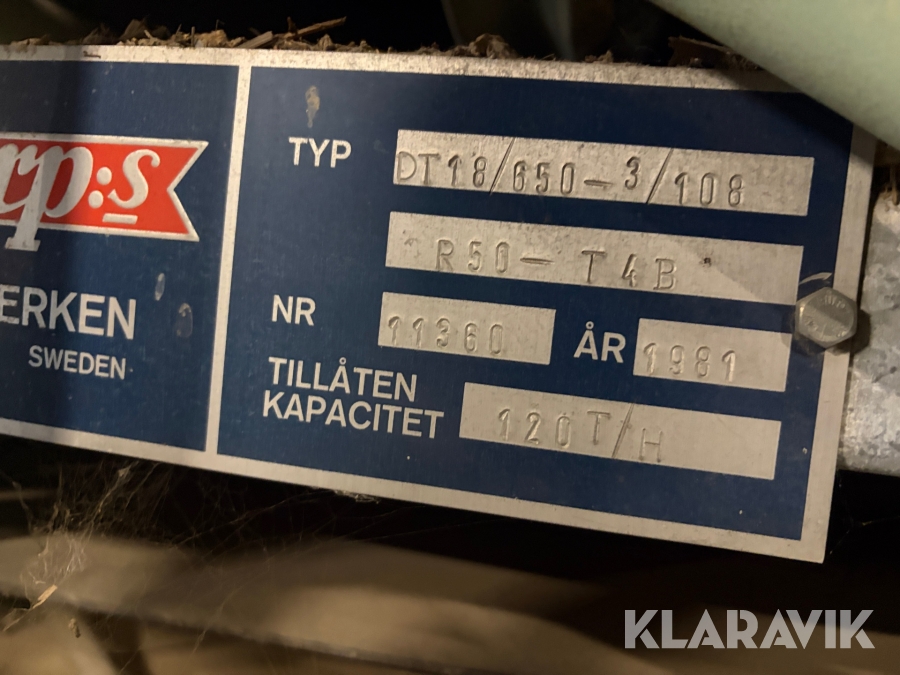 rp:s
ERKEN
SWEDEN
TYP DT18/650-3/108
R50-T4B
NR 11360 ÅR 1981
TILLÅTEN
KAPACITET 120T/H
KLARAVIK